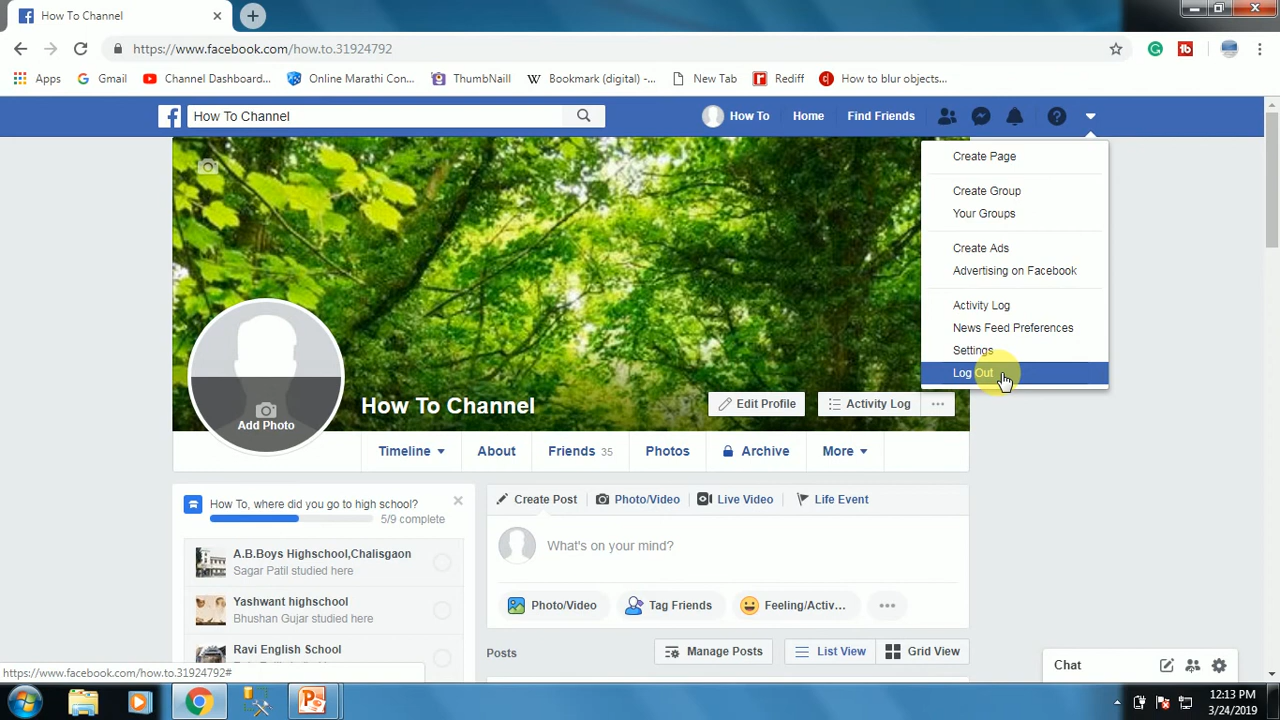 How To Channel
https://www.facebook.com/how.to.31924792
Apps
Gmail
Channel Dashboard...
Online Marathi Con...
ThumbNaill
W Bookmark (digital) -...
New Tab
Rediff
How to blur objects...
How To Channel
How To
Home
Find Friends
Create Page
Create Group
Your Groups
Create Ads
Advertising on Facebook
Activity Log
News Feed Preferences
Settings
Log Out
Add Photo
How To Channel
Edit Profile
Activity Log
Timeline
About
Friends 35
Photos
Archive
More
How To, where did you go to high school?
5/9 complete
A.B.Boys Highschool,Chalisgaon
Sagar Patil studied here
Yashwant highschool
Bhushan Gujar studied here
Ravi English School
Create Post
Photo/Video
Live Video
Life Event
What's on your mind?
Photo/Video
Tag Friends
Feeling/Activ...
Posts
Manage Posts
List View
Grid View
Chat
https://www.facebook.com/how.to.31924792#
12:13 PM
3/24/2019